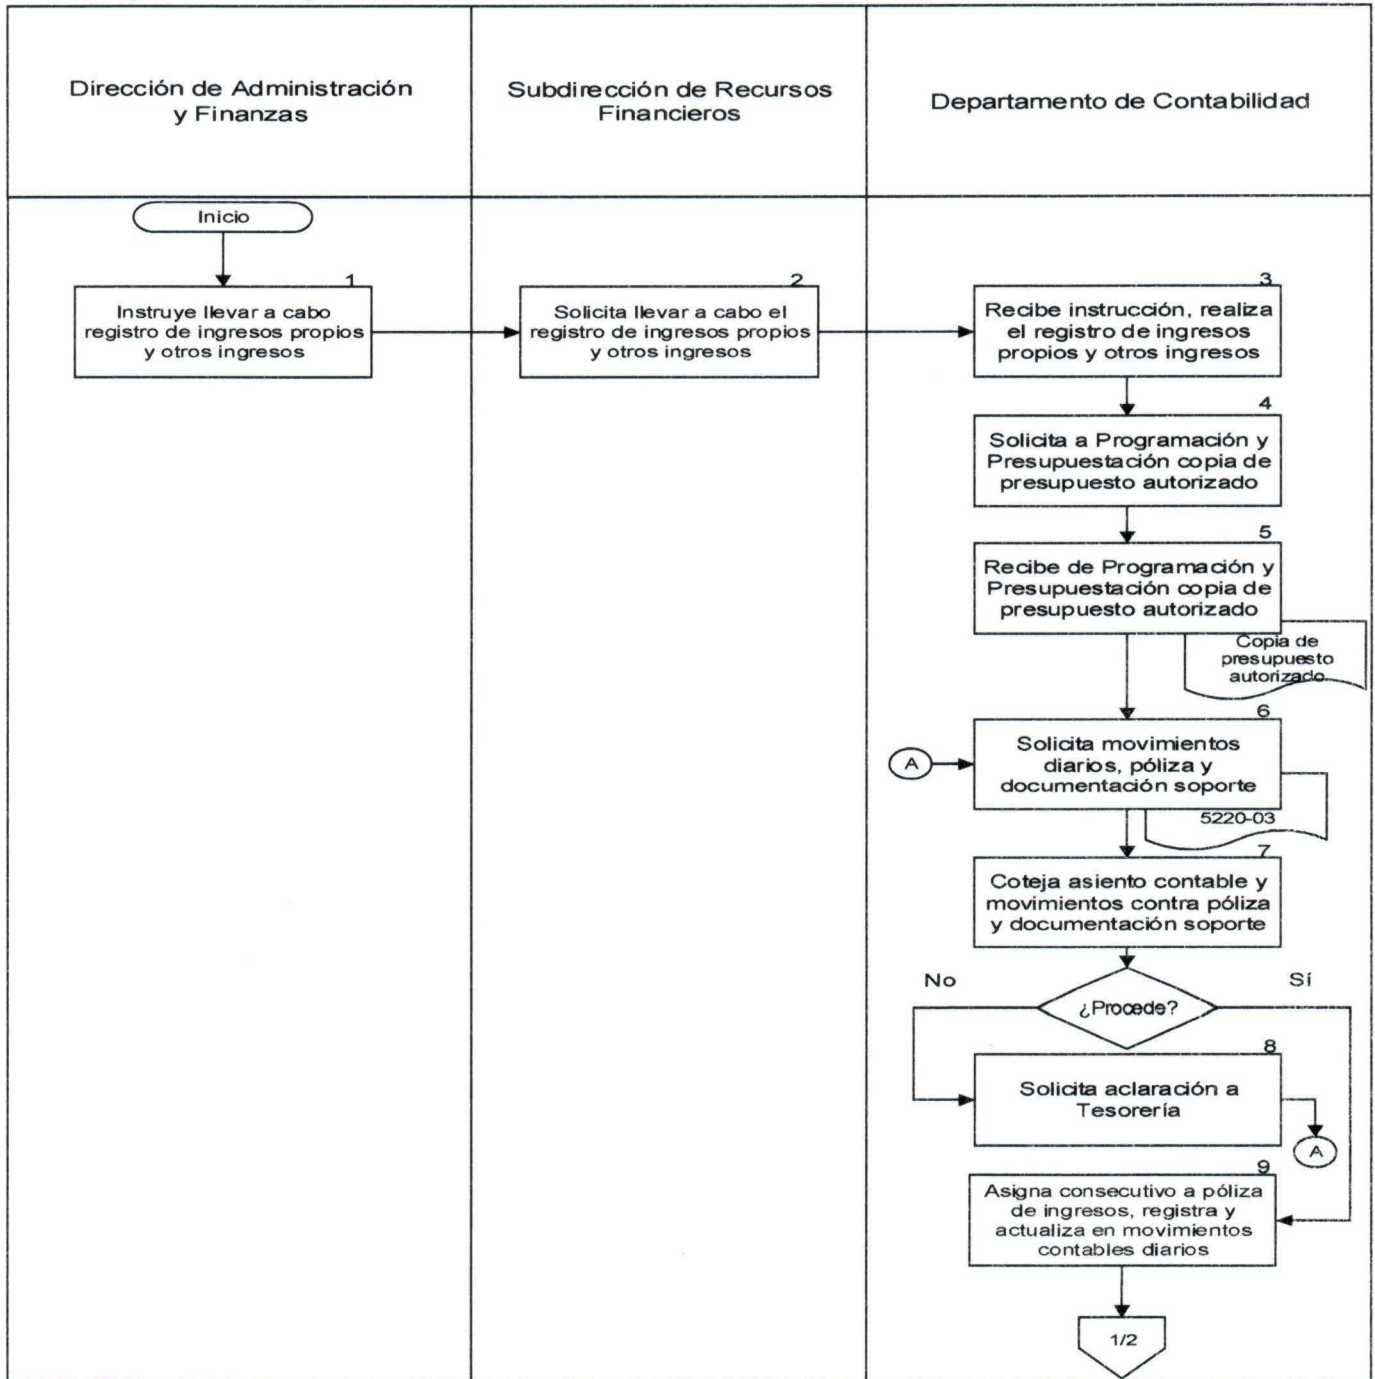 Dirección de Administración
y Finanzas
Subdirección de Recursos
Financieros
Departamento de Contabilidad
Inicio
1
Instruye llevar a cabo
registro de ingresos propios
y otros ingresos
2
Solicita llevar a cabo el
registro de ingresos propios
y otros ingresos
3
Recibe instrucción, realiza
el registro de ingresos
propios y otros ingresos
4
Solicita a Programación y
Presupuestación copia de
presupuesto autorizado
5
Recibe de Programación y
Presupuestación copia de
presupuesto autorizado
Copia de
presupuesto
autorizado
6
Solicita movimientos
diarios, póliza y
documentación soporte
A
5220-03
7
Coteja asiento contable y
movimientos contra póliza
y documentación soporte
No
¿Procede?
Sí
8
Solicita aclaración a
Tesorería
A
9
Asigna consecutivo a póliza
de ingresos, registra y
actualiza en movimientos
contables diarios
1/2